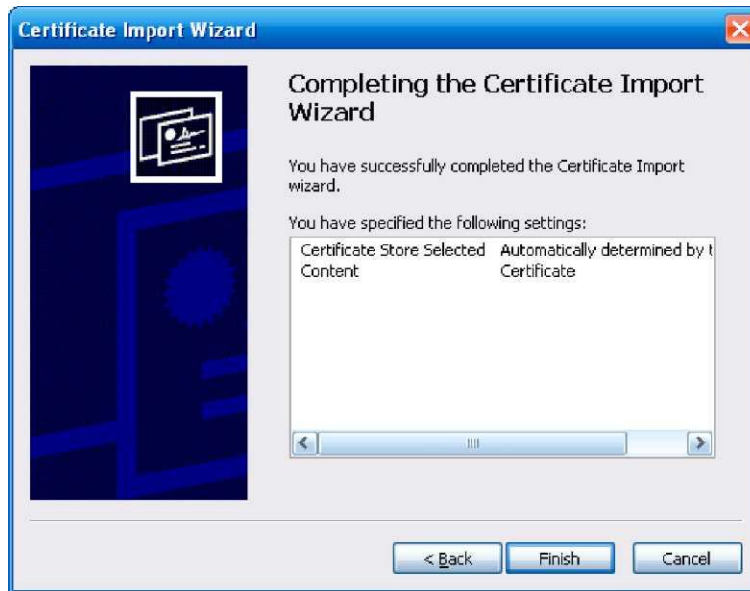 Certificate Import Wizard
Completing the Certificate Import
Wizard
You have successfully completed the Certificate Import
wizard.
You have specified the following settings:
Certificate Store Selected Automatically determined by t
Content Certificate
< Back Finish Cancel